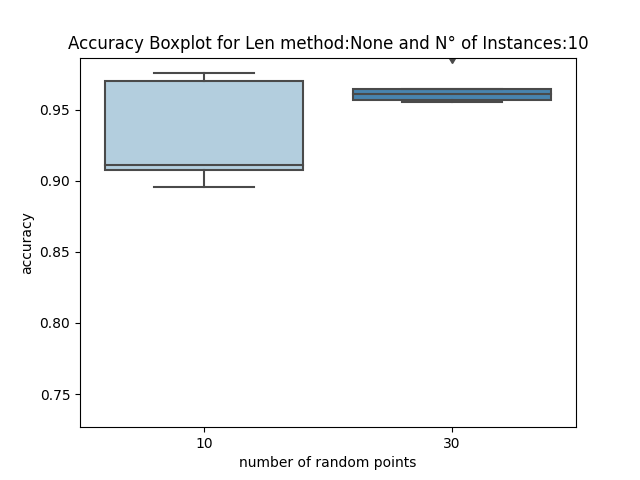 Accuracy Boxplot for Len method:None and N° of Instances:10
0.95
0.90
0.85
0.80
0.75
accuracy
10
30
number of random points